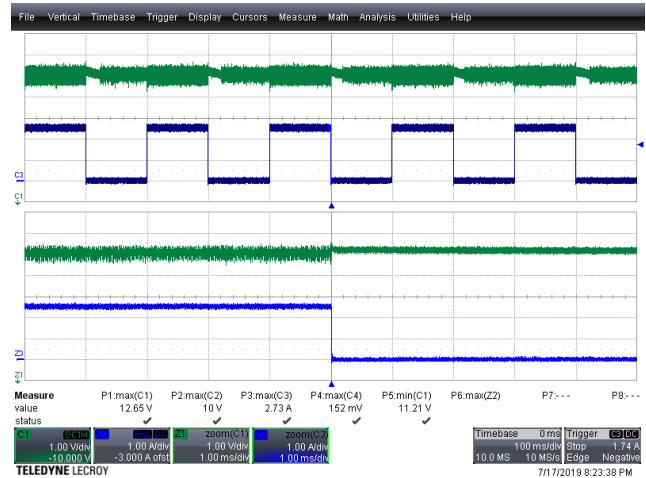 File Vertical Timebase Trigger Display Cursors Measure Math Analysis Utilities Help
C3
C1
Z3
Z1
Measure P1:max(C1) P2:max(C2) P3:max(C3) P4:max(C4) P5:min(C1) P6:max(Z2) P7:--- P8:---
value 12.65 V 10 V 2.73 A 152 mV 11.21 V
status
C1 DC1M Z1 zoom(C1) zoom(C3) Timebase 0 ms Trigger C3 DC
1.00 V/div 1.00 A/div 1.00 V/div 1.00 A/div 100 ms/div Stop 1.74 A
-10.000 V -3.000 A ofst 1.00 ms/div 1.00 ms/div 10.0 MS 10 MS/s Edge Negative
TELEDYNE LECROY 7/17/2019 8:23:38 PM